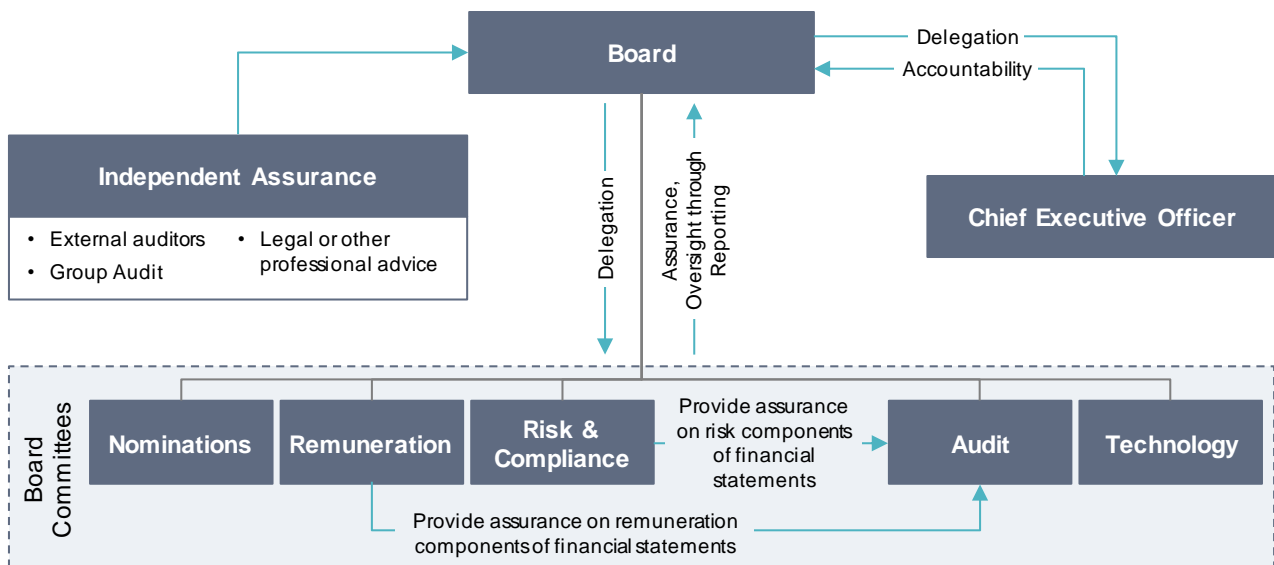 Board
Delegation
Accountability
Independent Assurance
• External auditors
• Group Audit
• Legal or other
professional advice
Delegation
Assurance,
Oversight through
Reporting
Chief Executive Officer
Board
Committees
Nominations
Remuneration
Risk &
Compliance
Provide assurance
on risk components
of financial
statements
Audit
Technology
Provide assurance on remuneration
components of financial statements